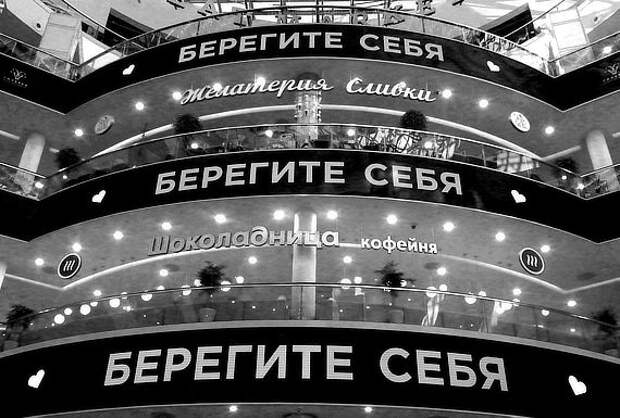 БЕРЕГИТЕ СЕБЯ
Желатерия Сливки
БЕРЕГИТЕ СЕБЯ
Шоколадница кофейня
БЕРЕГИТЕ СЕБЯ